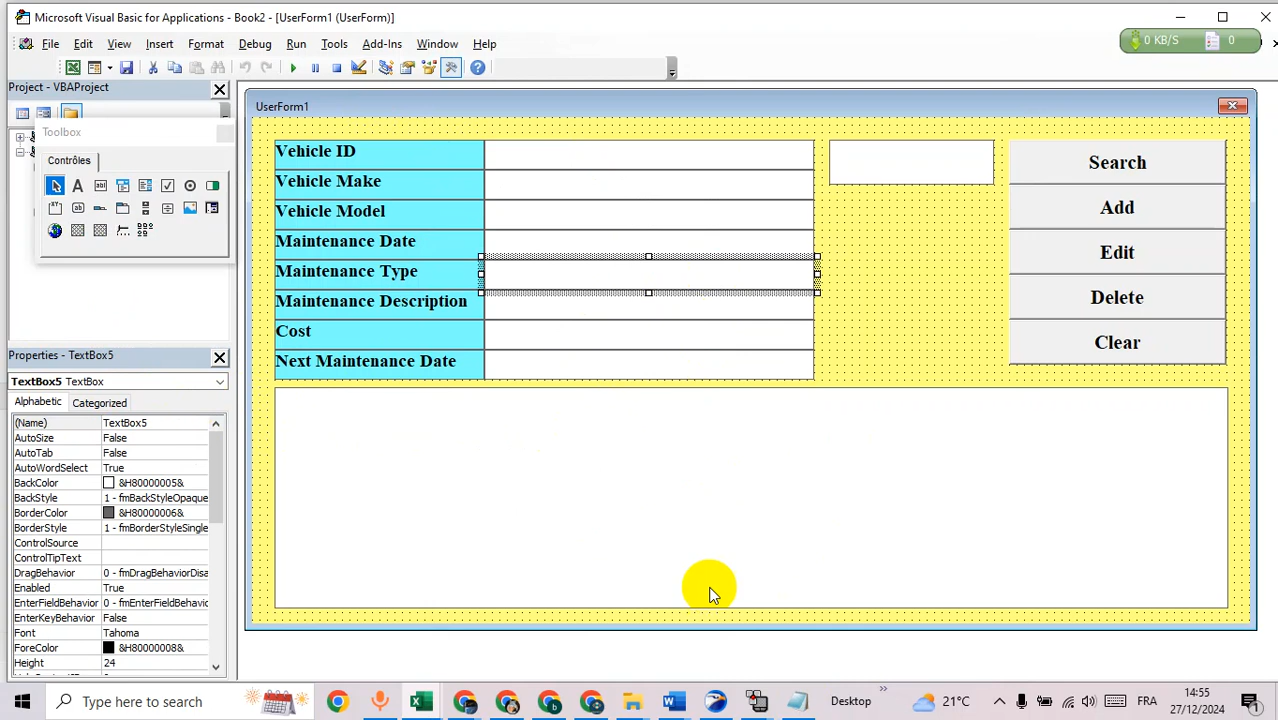 Microsoft Visual Basic for Applications - Book2 - [UserForm1 (UserForm)]
File Edit View Insert Format Debug Run Tools Add-Ins Window Help
0 KB/S 0
Project - VBAProject
Toolbox
Contrôles
UserForm1
Vehicle ID
Vehicle Make
Vehicle Model
Maintenance Date
Maintenance Type
Maintenance Description
Cost
Next Maintenance Date
Search
Add
Edit
Delete
Clear
Properties - TextBox5
TextBox5 TextBox
Alphabetic Categorized
(Name) TextBox5
AutoSize False
AutoTab False
AutoWordSelect True
BackColor &H80000005&
BackStyle 1 - fmBackStyleOpaque
BorderColor &H80000006&
BorderStyle 1 - fmBorderStyleSingle
ControlSource
ControlTipText
DragBehavior 0 - fmDragBehaviorDisa
Enabled True
EnterFieldBehavior 0 - fmEnterFieldBehavio
EnterKeyBehavior False
Font Tahoma
ForeColor &H80000008&
Height 24
Type here to search
Desktop
21°C
FRA
14:55
27/12/2024
1